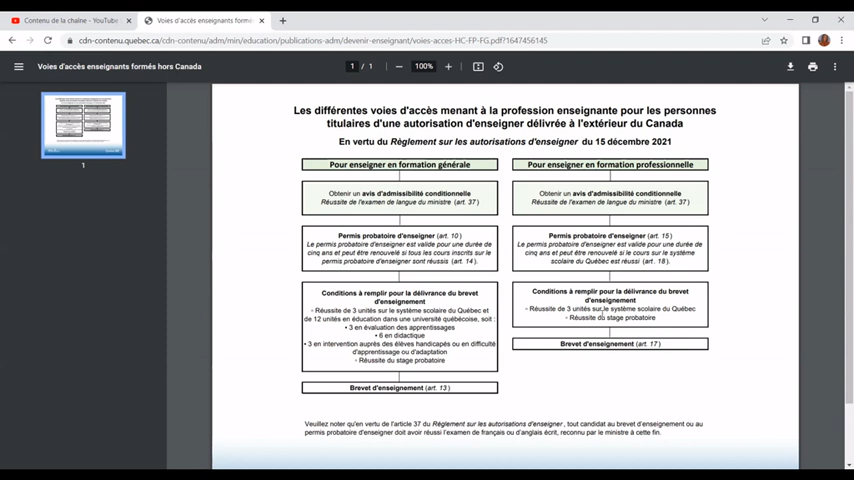 Contenu de la chaîne - YouTube
Voies d'accès enseignants formés
cdn-contenu.quebec.ca/cdn-contenu/adm/min/education/publications-adm/devenir-enseignant/voies-acces-HC-FP-FG.pdf?1647456145
Voies d'accès enseignants formés hors Canada
1 / 1
100%
1
Les différentes voies d'accès menant à la profession enseignante pour les personnes
titulaires d'une autorisation d'enseigner délivrée à l'extérieur du Canada
En vertu du Règlement sur les autorisations d'enseigner du 15 décembre 2021
Pour enseigner en formation générale
Obtenir un avis d'admissibilité conditionnelle
Réussite de l'examen de langue du ministre (art. 37)
Permis probatoire d'enseigner (art. 10)
Le permis probatoire d'enseigner est valide pour une durée de
cinq ans et peut être renouvelé si tous les cours inscrits sur le
permis probatoire d'enseigner sont réussis (art. 14).
Conditions à remplir pour la délivrance du brevet
d'enseignement
◦ Réussite de 3 unités sur le système scolaire du Québec et
de 12 unités en éducation dans une université québécoise, soit :
• 3 en évaluation des apprentissages
• 6 en didactique
• 3 en intervention auprès des élèves handicapés ou en difficulté
d'apprentissage ou d'adaptation
◦ Réussite du stage probatoire
Brevet d'enseignement (art. 13)
Pour enseigner en formation professionnelle
Obtenir un avis d'admissibilité conditionnelle
Réussite de l'examen de langue du ministre (art. 37)
Permis probatoire d'enseigner (art. 15)
Le permis probatoire d'enseigner est valide pour une durée de
cinq ans et peut être renouvelé si le cours sur le système
scolaire du Québec est réussi (art. 18).
Conditions à remplir pour la délivrance du brevet
d'enseignement
◦ Réussite de 3 unités sur le système scolaire du Québec
◦ Réussite du stage probatoire
Brevet d'enseignement (art. 17)
Veuillez noter qu'en vertu de l'article 37 du Règlement sur les autorisations d'enseigner, tout candidat au brevet d'enseignement ou au
permis probatoire d'enseigner doit avoir réussi l'examen de français ou d'anglais écrit, reconnu par le ministre à cette fin.